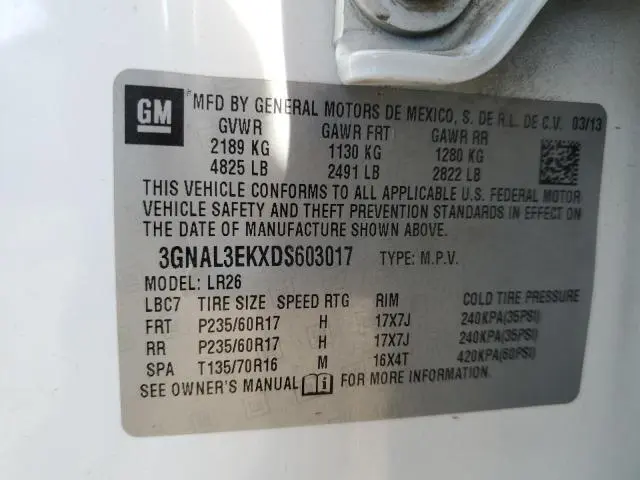 GM
MFD BY GENERAL MOTORS DE MEXICO, S. DE R.L. DE C.V. 03/13
GVWR GAWR FRT GAWR RR
2189 KG 1130 KG 1280 KG
4825 LB 2491 LB 2822 LB
THIS VEHICLE CONFORMS TO ALL APPLICABLE U.S. FEDERAL MOTOR
VEHICLE SAFETY AND THEFT PREVENTION STANDARDS IN EFFECT ON
THE DATE OF MANUFACTURE SHOWN ABOVE.
3GNAL3EKXDS603017 TYPE: M.P.V.
MODEL: LR26
LBC7 TIRE SIZE SPEED RTG RIM COLD TIRE PRESSURE
FRT P235/60R17 H 17X7J 240KPA(35PSI)
RR P235/60R17 H 17X7J 240KPA(35PSI)
SPA T135/70R16 M 16X4T 420KPA(60PSI)
SEE OWNER'S MANUAL i FOR MORE INFORMATION.